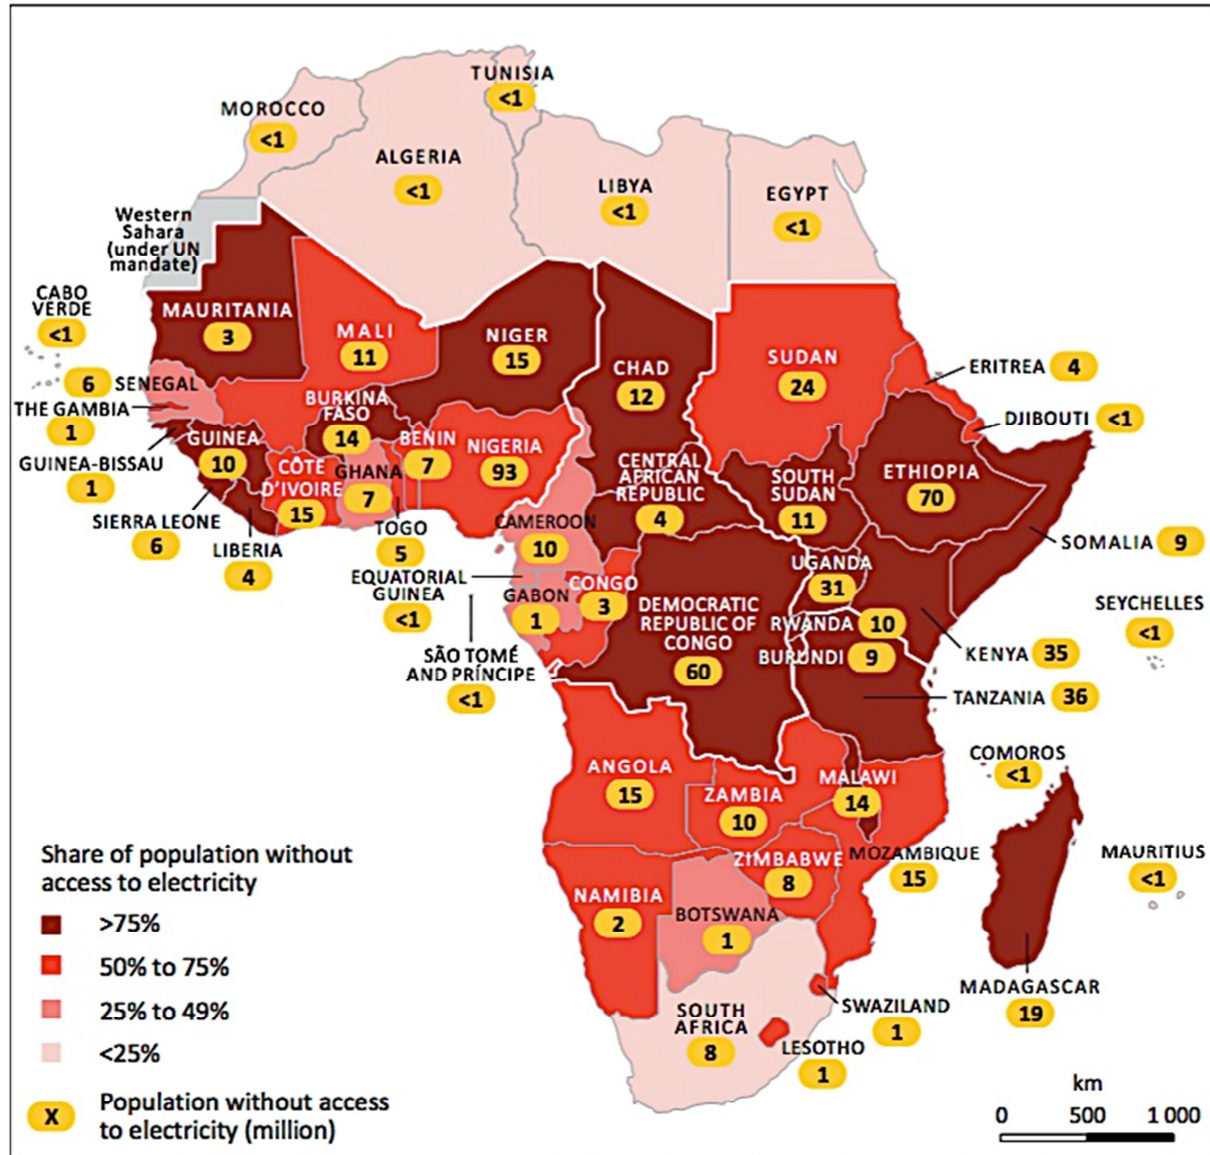 TUNISIA
<1
MOROCCO
<1
ALGERIA
<1
LIBYA
<1
EGYPT
<1
Western
Sahara
(under UN
mandate)
CABO
VERDE
<1
MAURITANIA
3
MALI
11
NIGER
15
CHAD
12
SUDAN
24
ERITREA 4
6 SENEGAL
THE GAMBIA
1
DJIBOUTI <1
GUINEA-BISSAU
1
GUINEA
10
BURKINA
FASO
14
BENIN
7
NIGERIA
93
CÔTE
D'IVOIRE
15
GHANA
7
CENTRAL
AFRICAN
REPUBLIC
4
SOUTH
SUDAN
11
ETHIOPIA
70
SIERRA LEONE
6
LIBERIA
4
TOGO
5
CAMEROON
10
SOMALIA 9
EQUATORIAL
GUINEA
<1
GABON
1
CONGO
3
DEMOCRATIC
REPUBLIC OF
CONGO
60
UGANDA
31
RWANDA 10
BURUNDI 9
SEYCHELLES
<1
KENYA 35
SÃO TOMÉ
AND PRÍNCIPE
<1
TANZANIA 36
COMOROS
<1
ANGOLA
15
ZAMBIA
10
MALAWI
14
MOZAMBIQUE
15
MAURITIUS
<1
ZIMBABWE
8
NAMIBIA
2
BOTSWANA
1
MADAGASCAR
19
SOUTH
AFRICA
8
SWAZILAND
1
LESOTHO
1
Share of population without
access to electricity
>75%
50% to 75%
25% to 49%
<25%
X Population without access
to electricity (million)
km
0 500 1 000